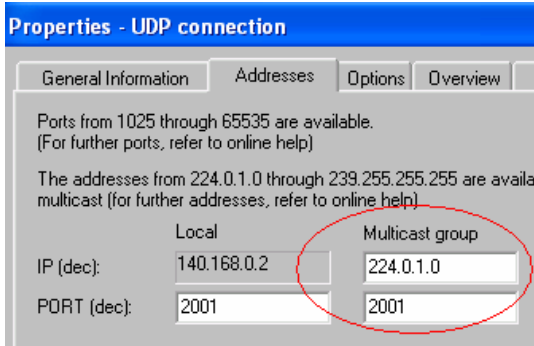 Properties - UDP connection
General Information Addresses Options Overview
Ports from 1025 through 65535 are available.
(For further ports, refer to online help)
The addresses from 224.0.1.0 through 239.255.255.255 are availa
multicast (for further addresses, refer to online help)
Local Multicast group
IP (dec): 140.168.0.2 224.0.1.0
PORT (dec): 2001 2001